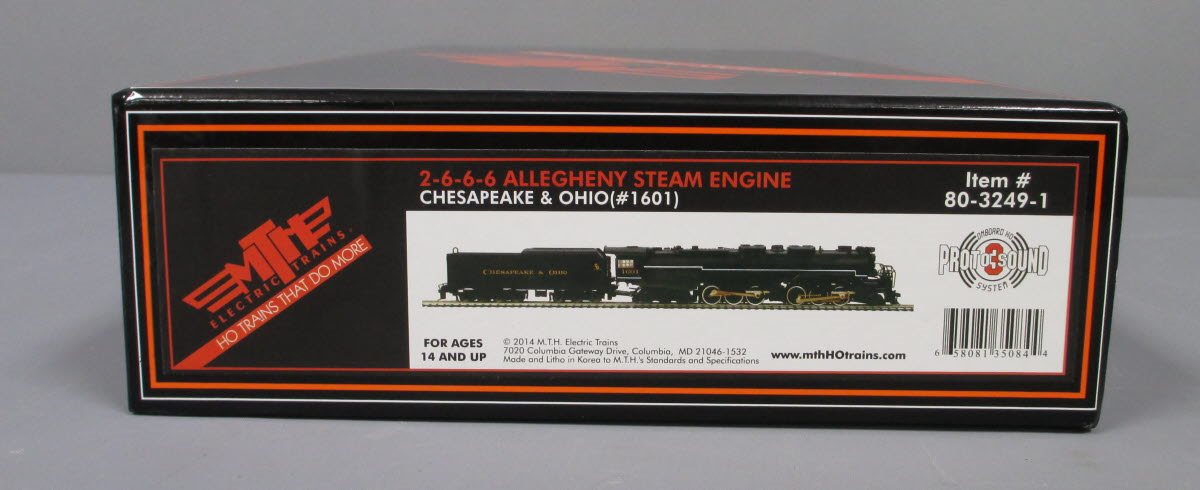 MTH
ELECTRIC TRAINS
HO TRAINS THAT DO MORE
2-6-6-6 ALLEGHENY STEAM ENGINE
CHESAPEAKE & OHIO(#1601)
Item #
80-3249-1
CHESAPEAKE & OHIO
1601
ONBOARD HO
PROTO SOUND
3
SYSTEM
FOR AGES
14 AND UP
© 2014 M.T.H. Electric Trains
7020 Columbia Gateway Drive, Columbia, MD 21046-1532
Made and Litho in Korea to M.T.H.'s Standards and Specifications
www.mthHOtrains.com
6 58081 35084 4